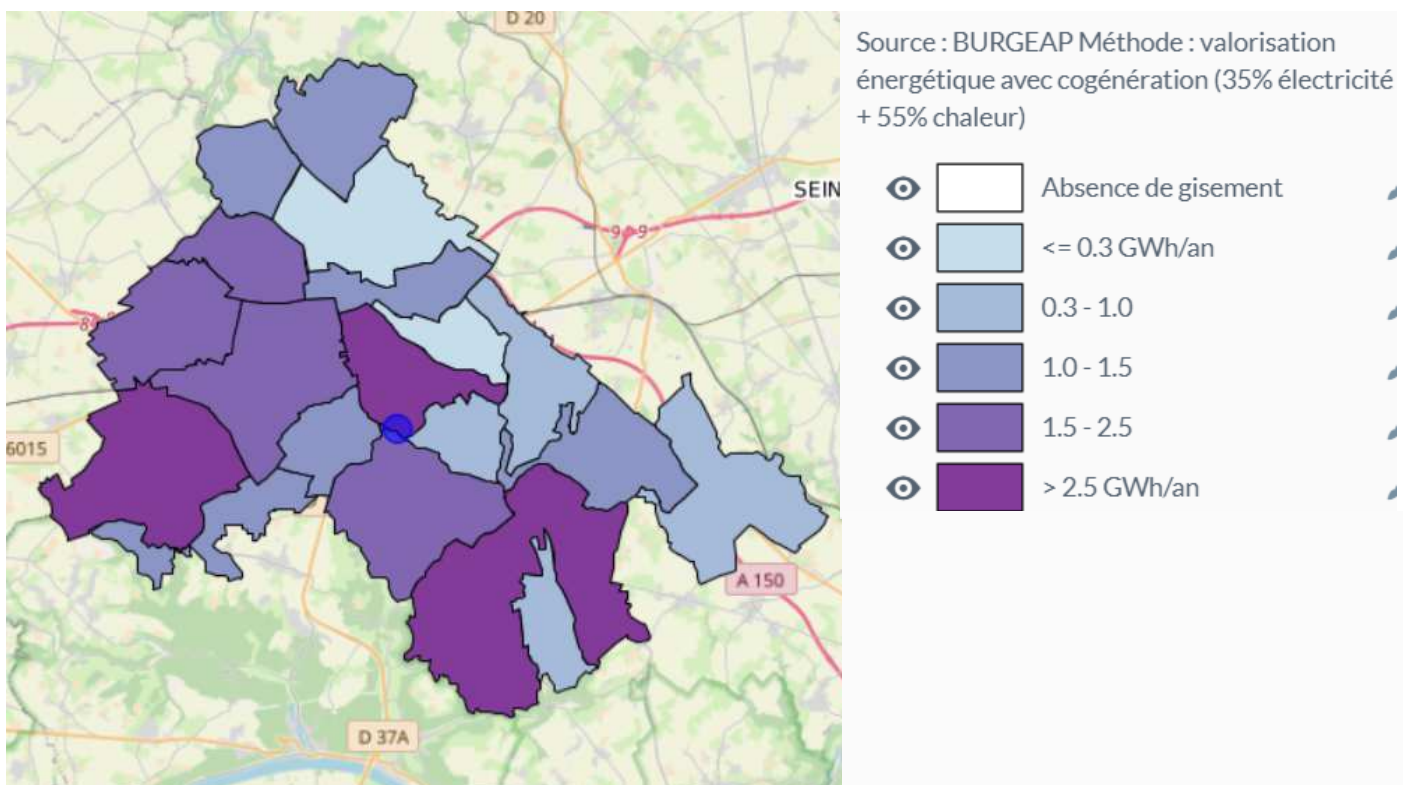 D 20
Source : BURGEAP Méthode : valorisation
énergétique avec cogénération (35% électricité
+ 55% chaleur)
Absence de gisement
SEIN
9
<= 0.3 GWh/an
0.3 - 1.0
1.0 - 1.5
1.5 - 2.5
6015
> 2.5 GWh/an
A 150
D 37A